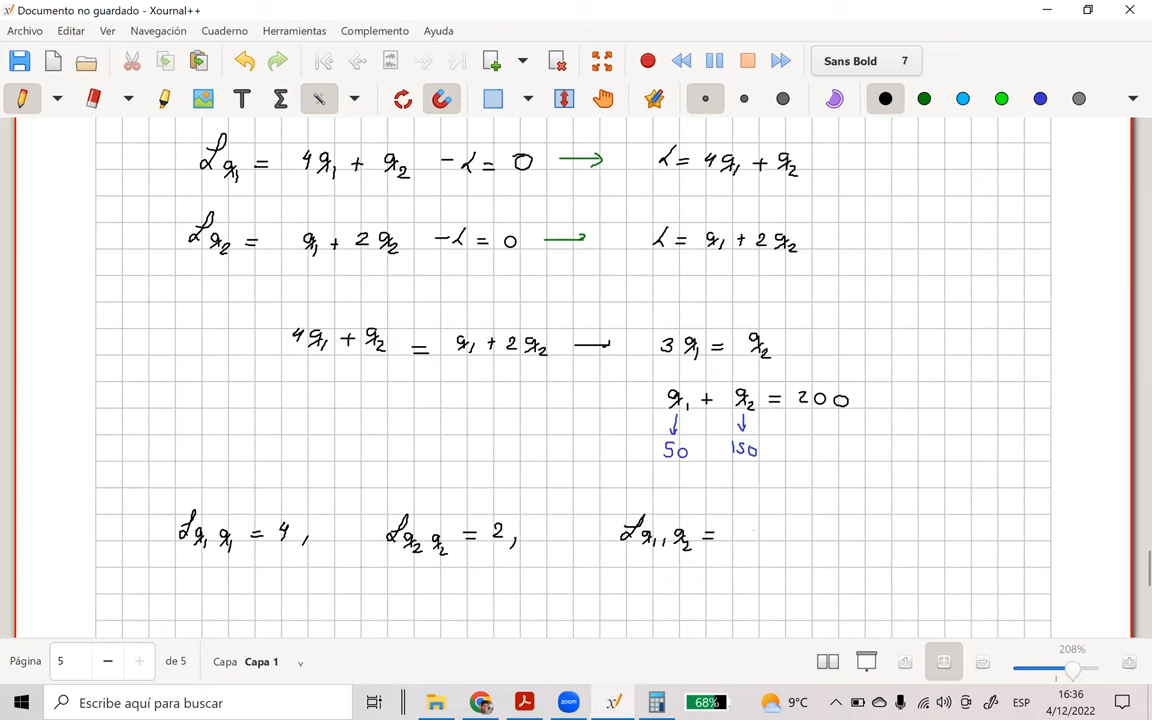 Documento no guardado - Xournal++
Archivo Editar Ver Navegación Cuaderno Herramientas Complemento Ayuda
Sans Bold 7
ℒq₁ = 4q₁ + q₂ - λ = 0 → λ = 4q₁ + q₂
ℒq₂ = q₁ + 2q₂ - λ = 0 → λ = q₁ + 2q₂
4q₁ + q₂ = q₁ + 2q₂ → 3q₁ = q₂
q₁ + q₂ = 200
↓ ↓
50 150
ℒq₁q₁ = 4, ℒq₂q₂ = 2, ℒq₁,q₂ =
Página 5 de 5 Capa Capa 1 208%
Escribe aquí para buscar zoom 68% 9°C ESP 16:36
4/12/2022